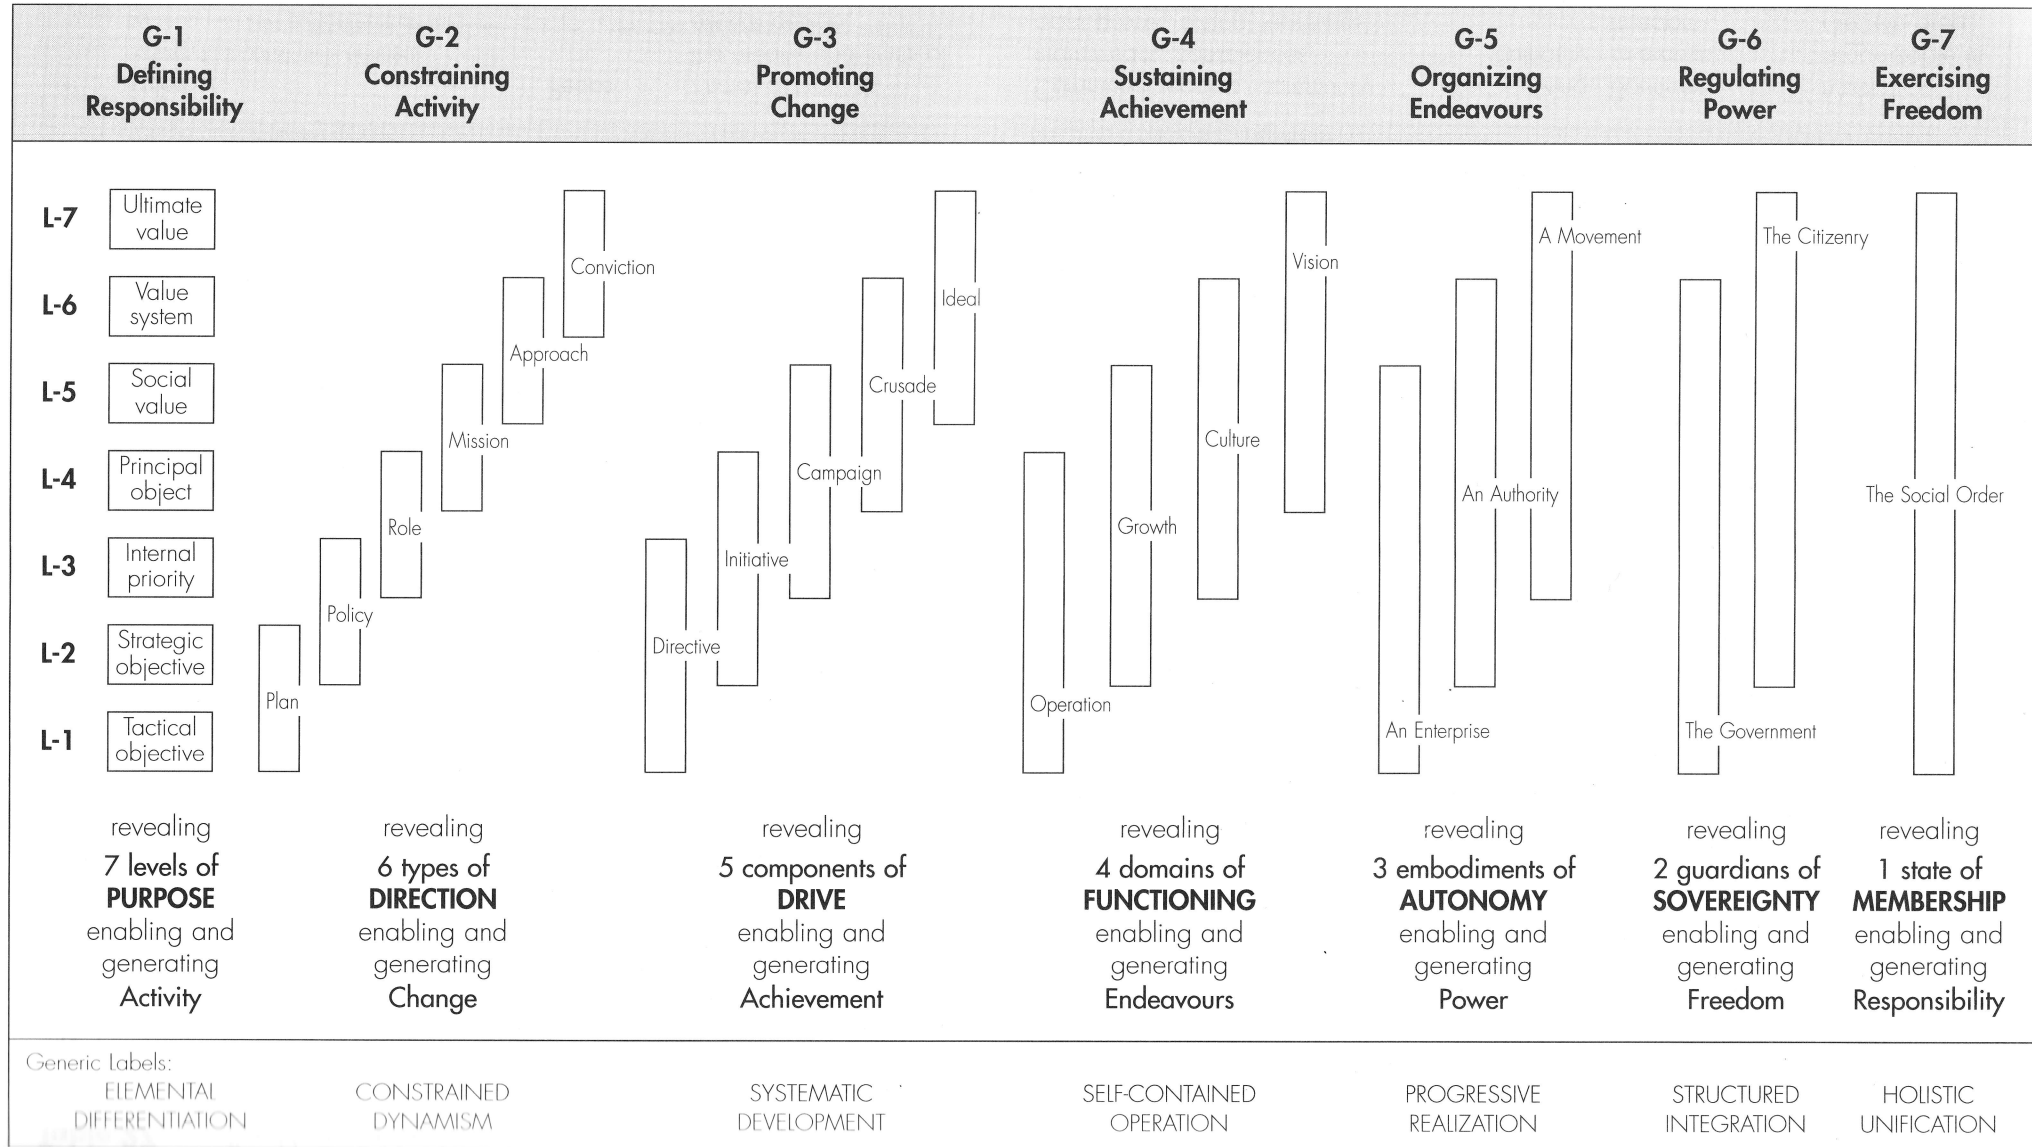 G-1
Defining
Responsibility
G-2
Constraining
Activity
G-3
Promoting
Change
G-4
Sustaining
Achievement
G-5
Organizing
Endeavours
G-6
Regulating
Power
G-7
Exercising
Freedom
L-7
Ultimate
value
Conviction
Vision
A Movement
The Citizenry
L-6
Value
system
Approach
Ideal
L-5
Social
value
Mission
Crusade
Culture
L-4
Principal
object
Role
Campaign
Growth
An Authority
The Social Order
L-3
Internal
priority
Policy
Initiative
L-2
Strategic
objective
Plan
Directive
Operation
L-1
Tactical
objective
An Enterprise
The Government
revealing
7 levels of
PURPOSE
enabling and
generating
Activity
revealing
6 types of
DIRECTION
enabling and
generating
Change
revealing
5 components of
DRIVE
enabling and
generating
Achievement
revealing
4 domains of
FUNCTIONING
enabling and
generating
Endeavours
revealing
3 embodiments of
AUTONOMY
enabling and
generating
Power
revealing
2 guardians of
SOVEREIGNTY
enabling and
generating
Freedom
revealing
1 state of
MEMBERSHIP
enabling and
generating
Responsibility
Generic Labels:
ELEMENTAL
DIFFERENTIATION
CONSTRAINED
DYNAMISM
SYSTEMATIC
DEVELOPMENT
SELF-CONTAINED
OPERATION
PROGRESSIVE
REALIZATION
STRUCTURED
INTEGRATION
HOLISTIC
UNIFICATION